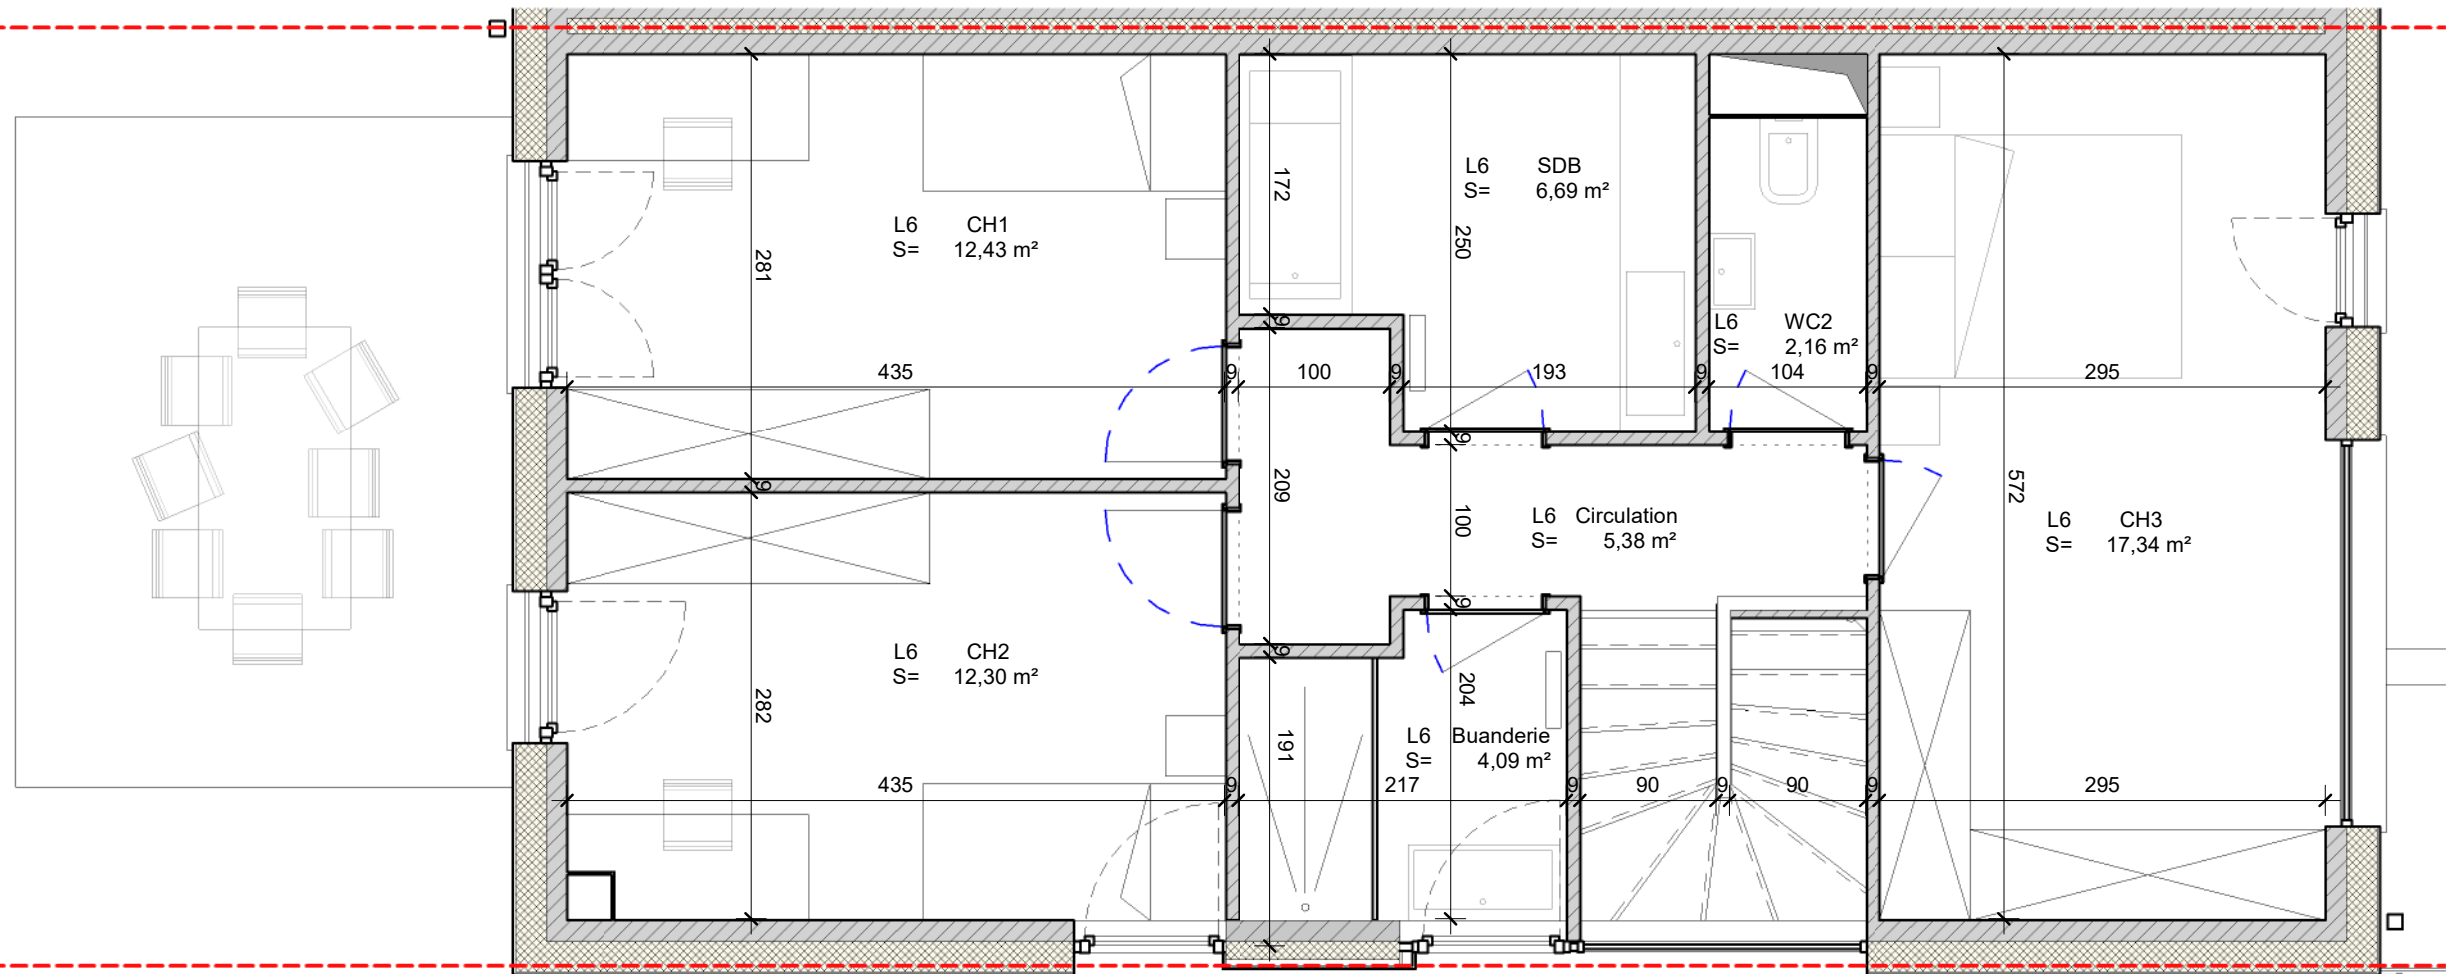 L6 CH1
S= 12,43 m²
281
435
9
172
9
L6 SDB
S= 6,69 m²
250
9
100
9
193
9
L6 WC2
S= 2,16 m²
104
9
295
9
209
9
100
9
L6 Circulation
S= 5,38 m²
572
L6 CH3
S= 17,34 m²
L6 CH2
S= 12,30 m²
282
435
9
9
191
204
L6 Buanderie
S= 4,09 m²
217
9
90
9
90
9
295